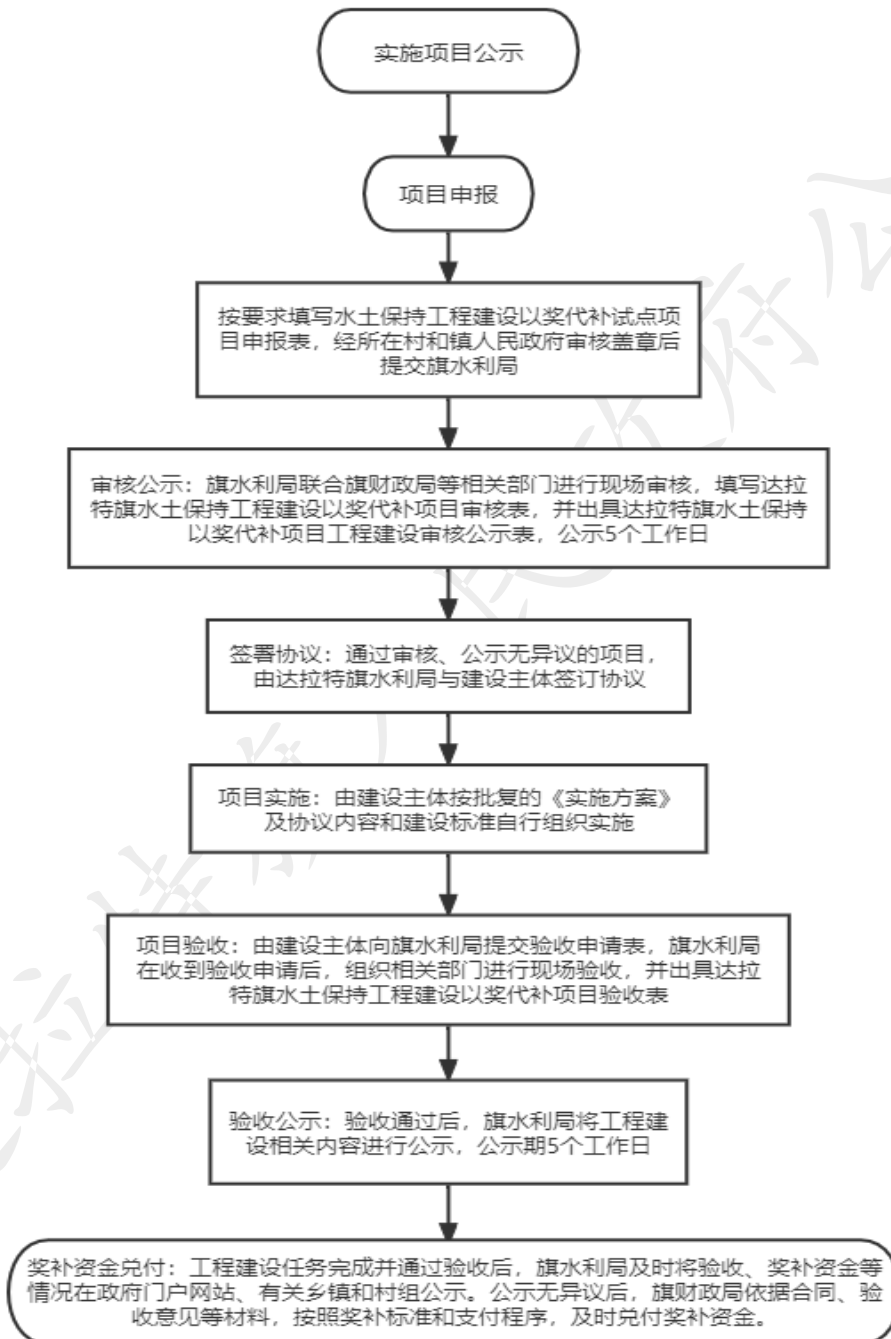 实施项目公示
项目申报
按要求填写水土保持工程建设以奖代补试点项
目申报表，经所在村和镇人民政府审核盖章后
提交旗水利局
审核公示：旗水利局联合旗财政局等相关部门进行现场审核，填写达拉
特旗水土保持工程建设以奖代补项目审核表，并出具达拉特旗水土保持
以奖代补项目工程建设审核公示表，公示5个工作日
签署协议：通过审核、公示无异议的项目，
由达拉特旗水利局与建设主体签订协议
项目实施：由建设主体按批复的《实施方案》
及协议内容和建设标准自行组织实施
项目验收：由建设主体向旗水利局提交验收申请表，旗水利局
在收到验收申请后，组织相关部门进行现场验收，并出具达拉
特旗水土保持工程建设以奖代补项目验收表
验收公示：验收通过后，旗水利局将工程建
设相关内容进行公示，公示期5个工作日
奖补资金兑付：工程建设任务完成并通过验收后，旗水利局及时将验收、奖补资金等
情况在政府门户网站、有关乡镇和村组公示。公示无异议后，旗财政局依据合同、验
收意见等材料，按照奖补标准和支付程序，及时兑付奖补资金。